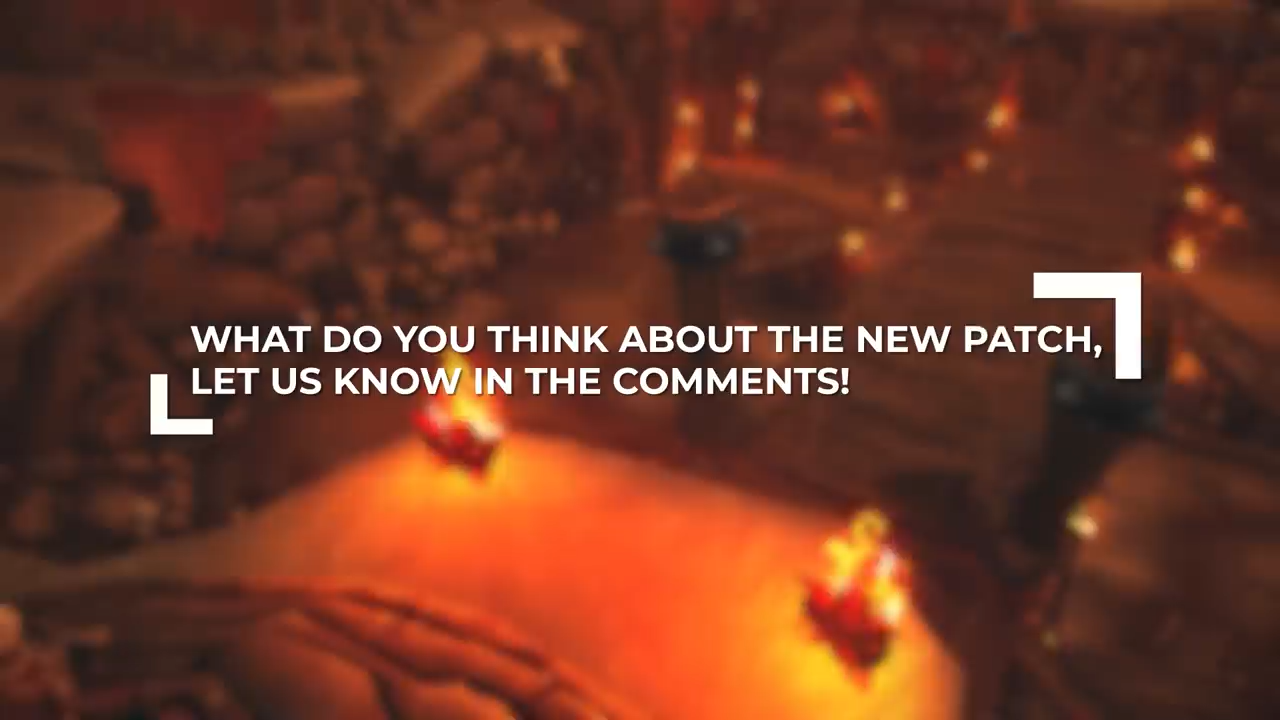 WHAT DO YOU THINK ABOUT THE NEW PATCH,
LET US KNOW IN THE COMMENTS!